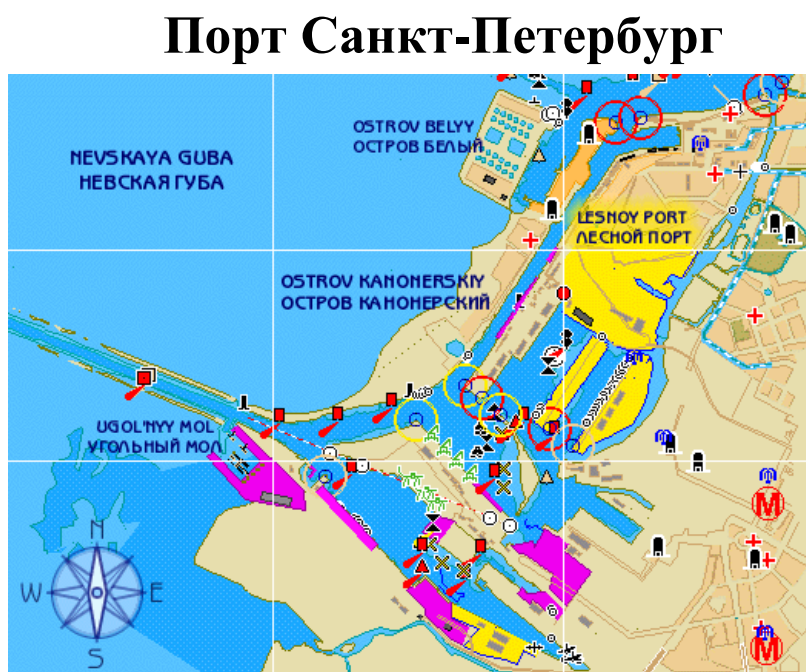 Порт Санкт-Петербург
OSTROV BELYY
ОСТРОВ БЕЛЫЙ
NEVSKAYA GUBA
НЕВСКАЯ ГУБА
LESNOY PORT
ЛЕСНОЙ ПОРТ
OSTROV KANONERSKIY
ОСТРОВ КАНОНЕРСКИЙ
UGOL'NYY MOL
УГОЛЬНЫЙ МОЛ
M
N
W E
S
M